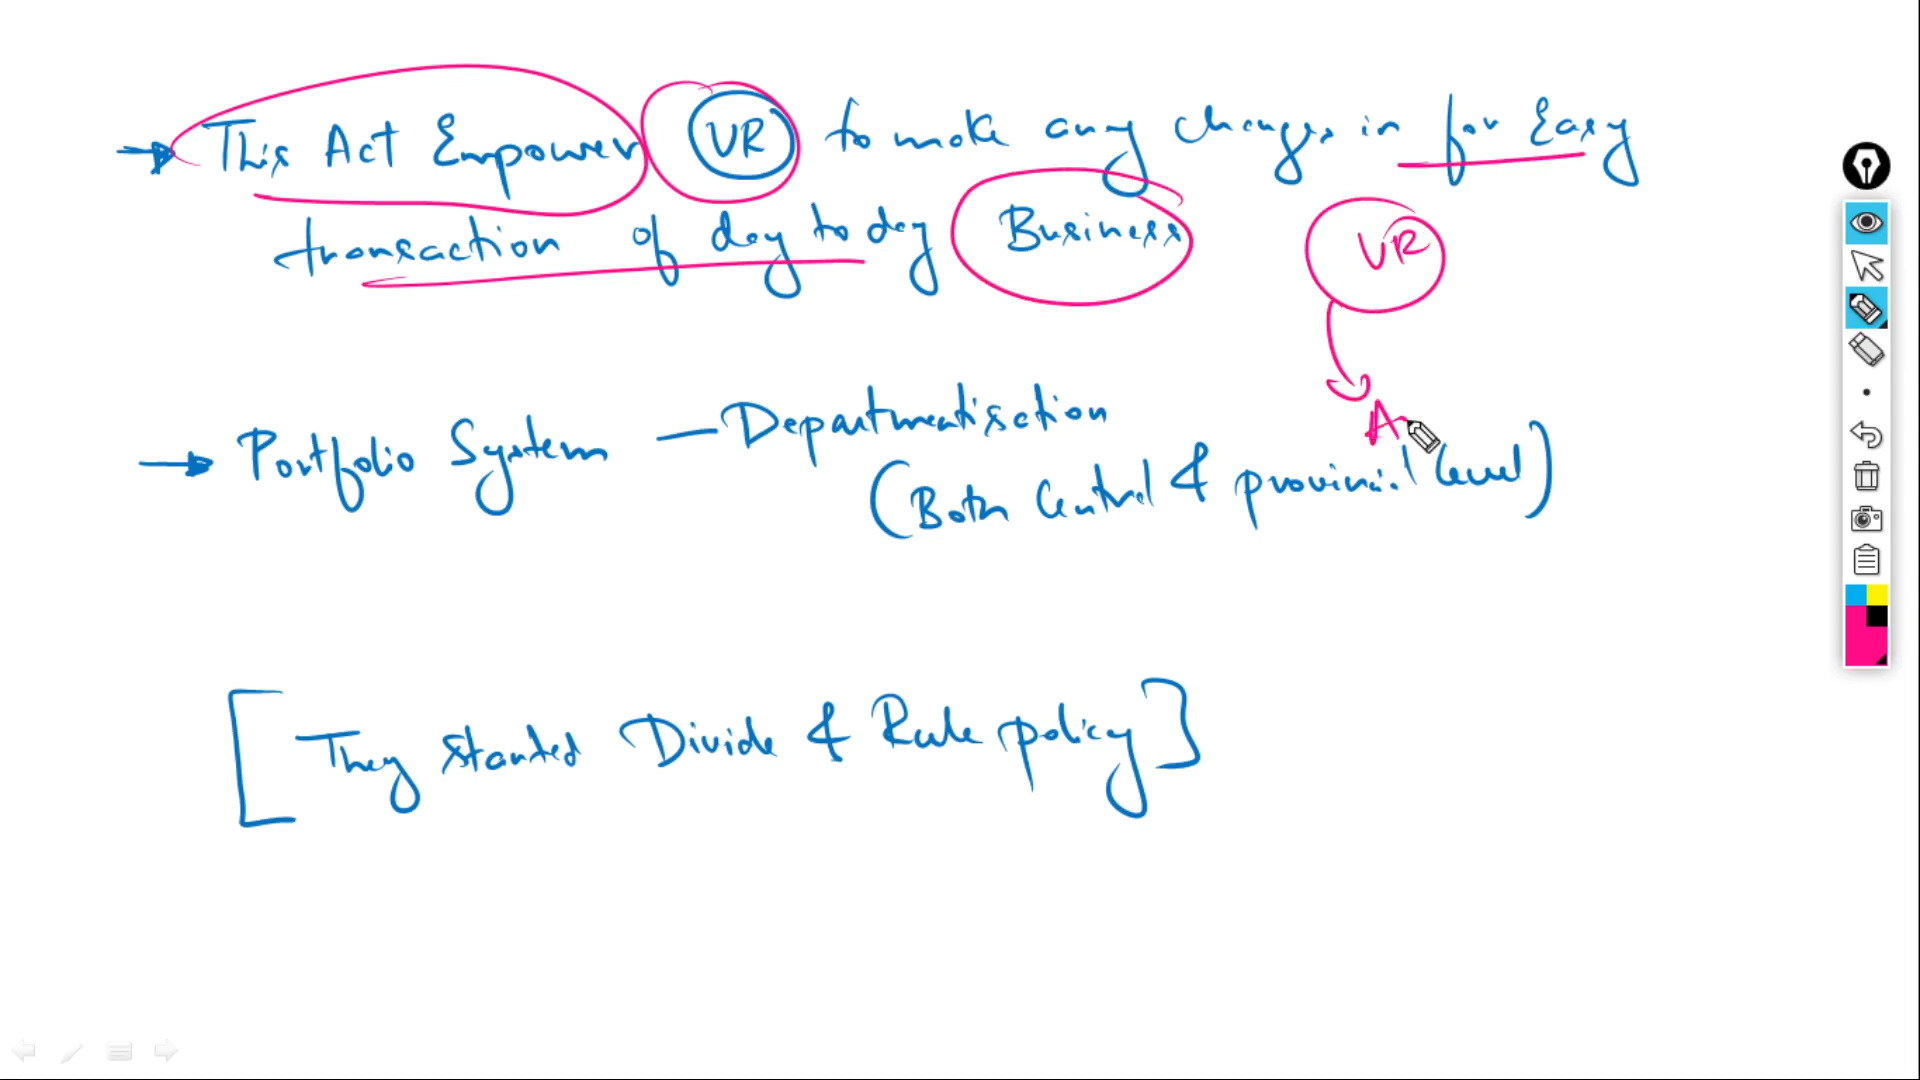 → This Act Empower VR to make any changes in for Easy
transaction of day to day Business
VR
A
→ Portfolio System — Departmentisation
(Both Central & provincial level)
[They started Divide & Rule policy]